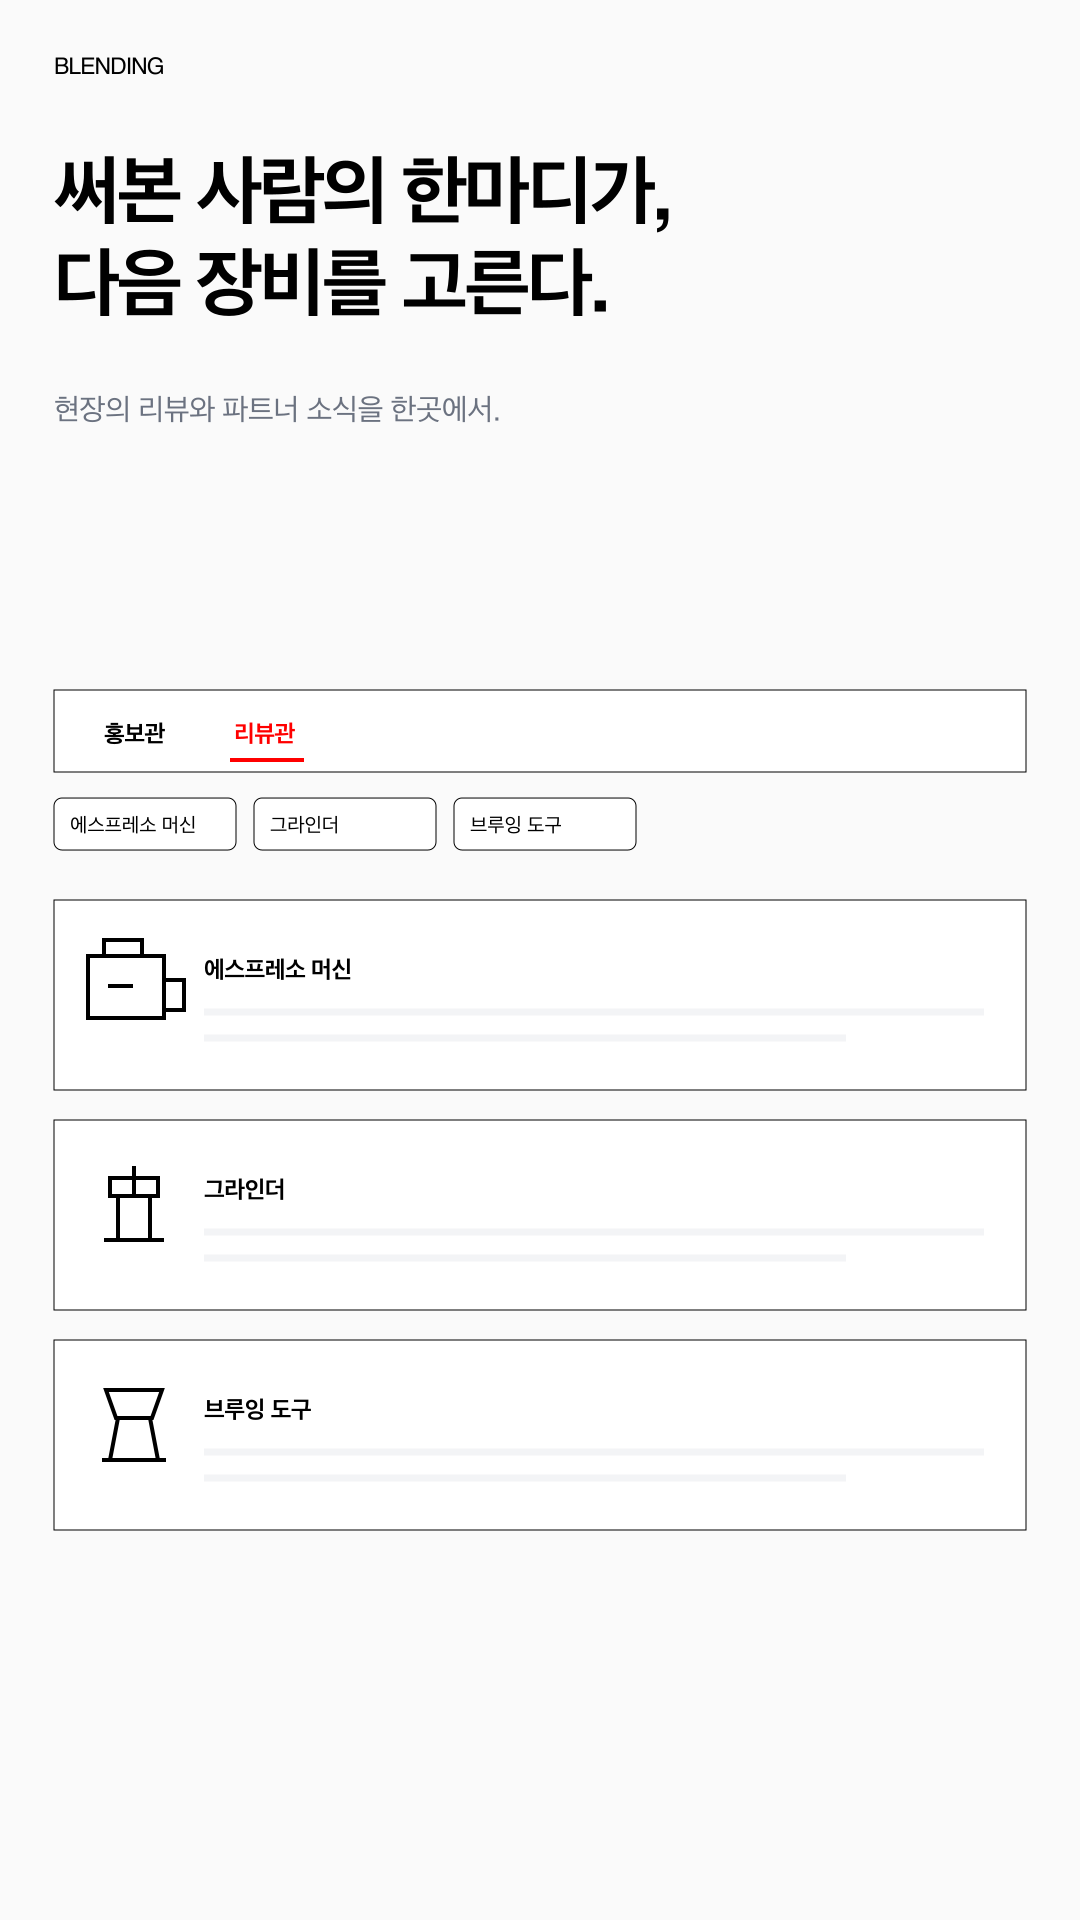 BLENDING
써본 사람의 한마디가,
다음 장비를 고른다.
현장의 리뷰와 파트너 소식을 한곳에서.
홍보관 리뷰관
에스프레소 머신 그라인더 브루잉 도구
에스프레소 머신
그라인더
브루잉 도구